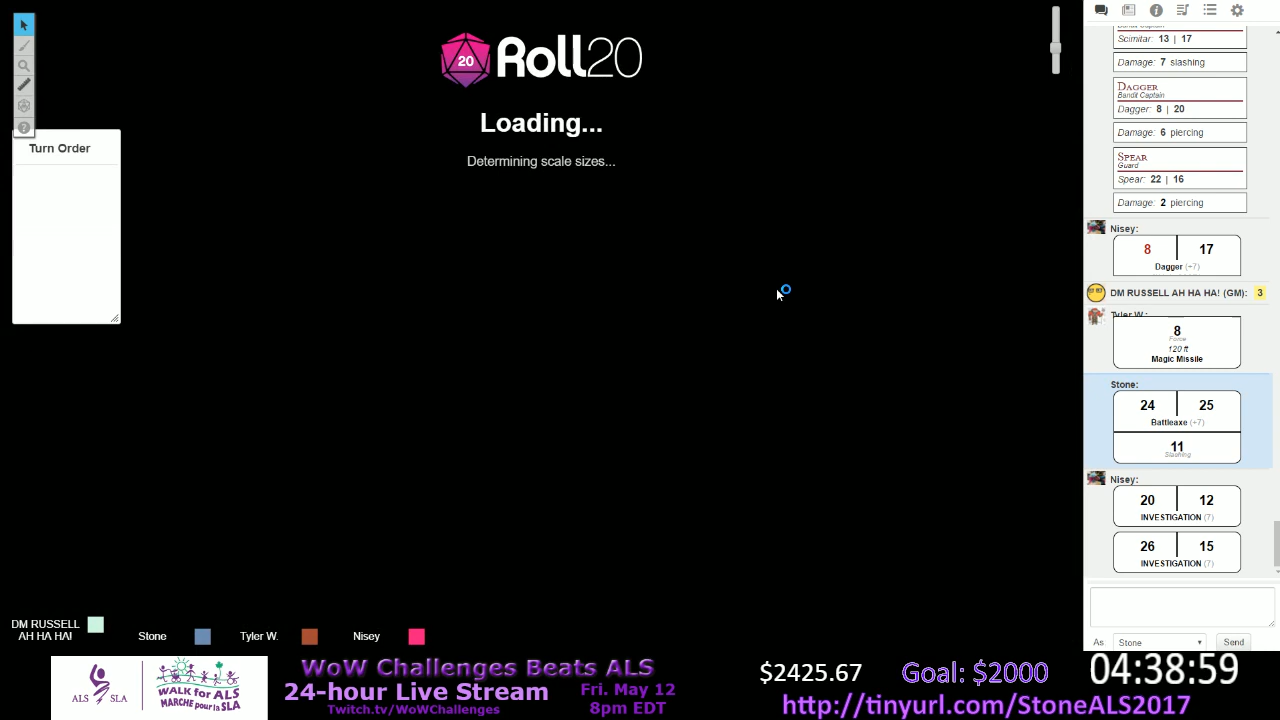 20
Roll20
Loading...
Determining scale sizes...
Turn Order
Scimitar: 13 | 17
Damage: 7 slashing
Dagger
Bandit Captain
Dagger: 8 | 20
Damage: 6 piercing
Spear
Guard
Spear: 22 | 16
Damage: 2 piercing
Nisey:
8 17
Dagger (+7)
DM RUSSELL AH HA HA! (GM): 3
Tyler W.:
8
Force
120 ft
Magic Missile
Stone:
24 25
Battleaxe (+7)
11
Slashing
Nisey:
20 12
INVESTIGATION (7)
26 15
INVESTIGATION (7)
As Stone Send
DM RUSSELL
AH HA HA!
Stone
Tyler W.
Nisey
ALS SLA
WALK for ALS
MARCHE pour la SLA
WoW Challenges Beats ALS
24-hour Live Stream
Twitch.tv/WoWChallenges
Fri. May 12
8pm EDT
$2425.67
Goal: $2000
04:38:59
http://tinyurl.com/StoneALS2017